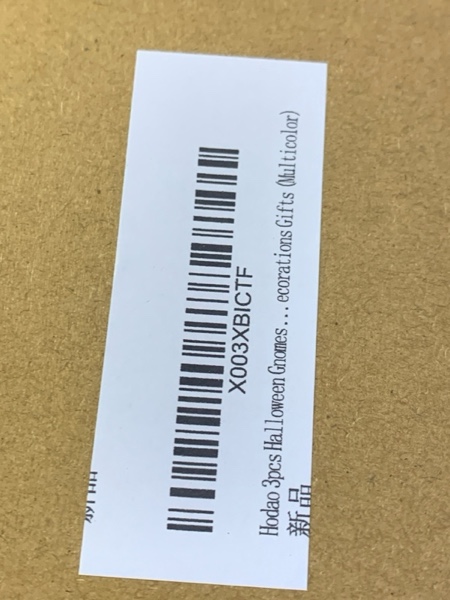 X003XBICTF
Hodao 3pcs Halloween Gnomes...ecorations Gifts (Multicolor)
新品